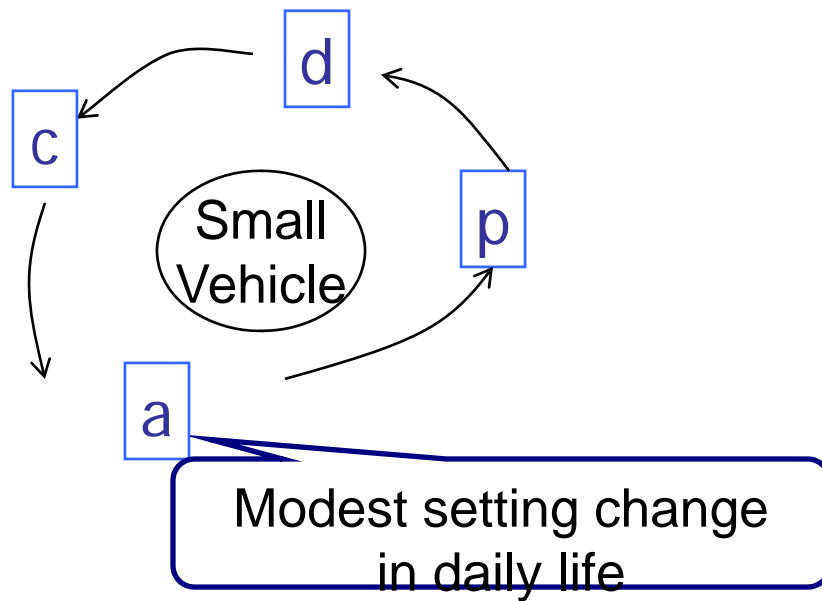 d
c
p
Small
Vehicle
a
Modest setting change
in daily life